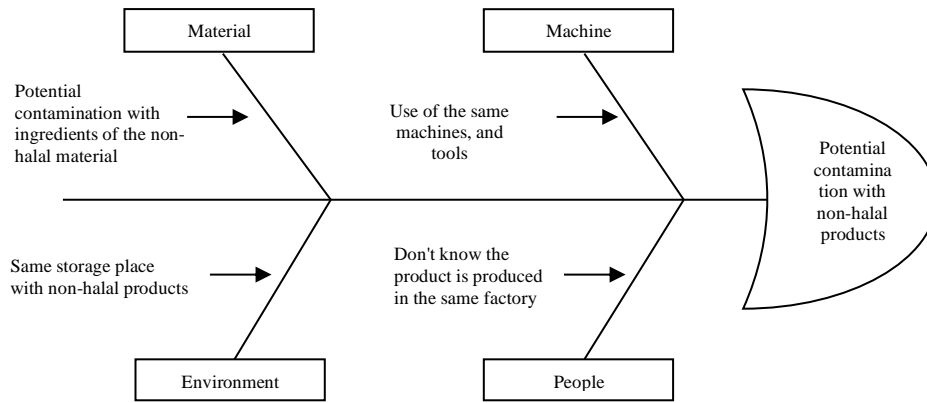 Material
Machine
Potential
contamination with
ingredients of the non-
halal material
Use of the same
machines, and
tools
Potential
contamina
tion with
non-halal
products
Same storage place
with non-halal products
Don't know the
product is produced
in the same factory
Environment
People